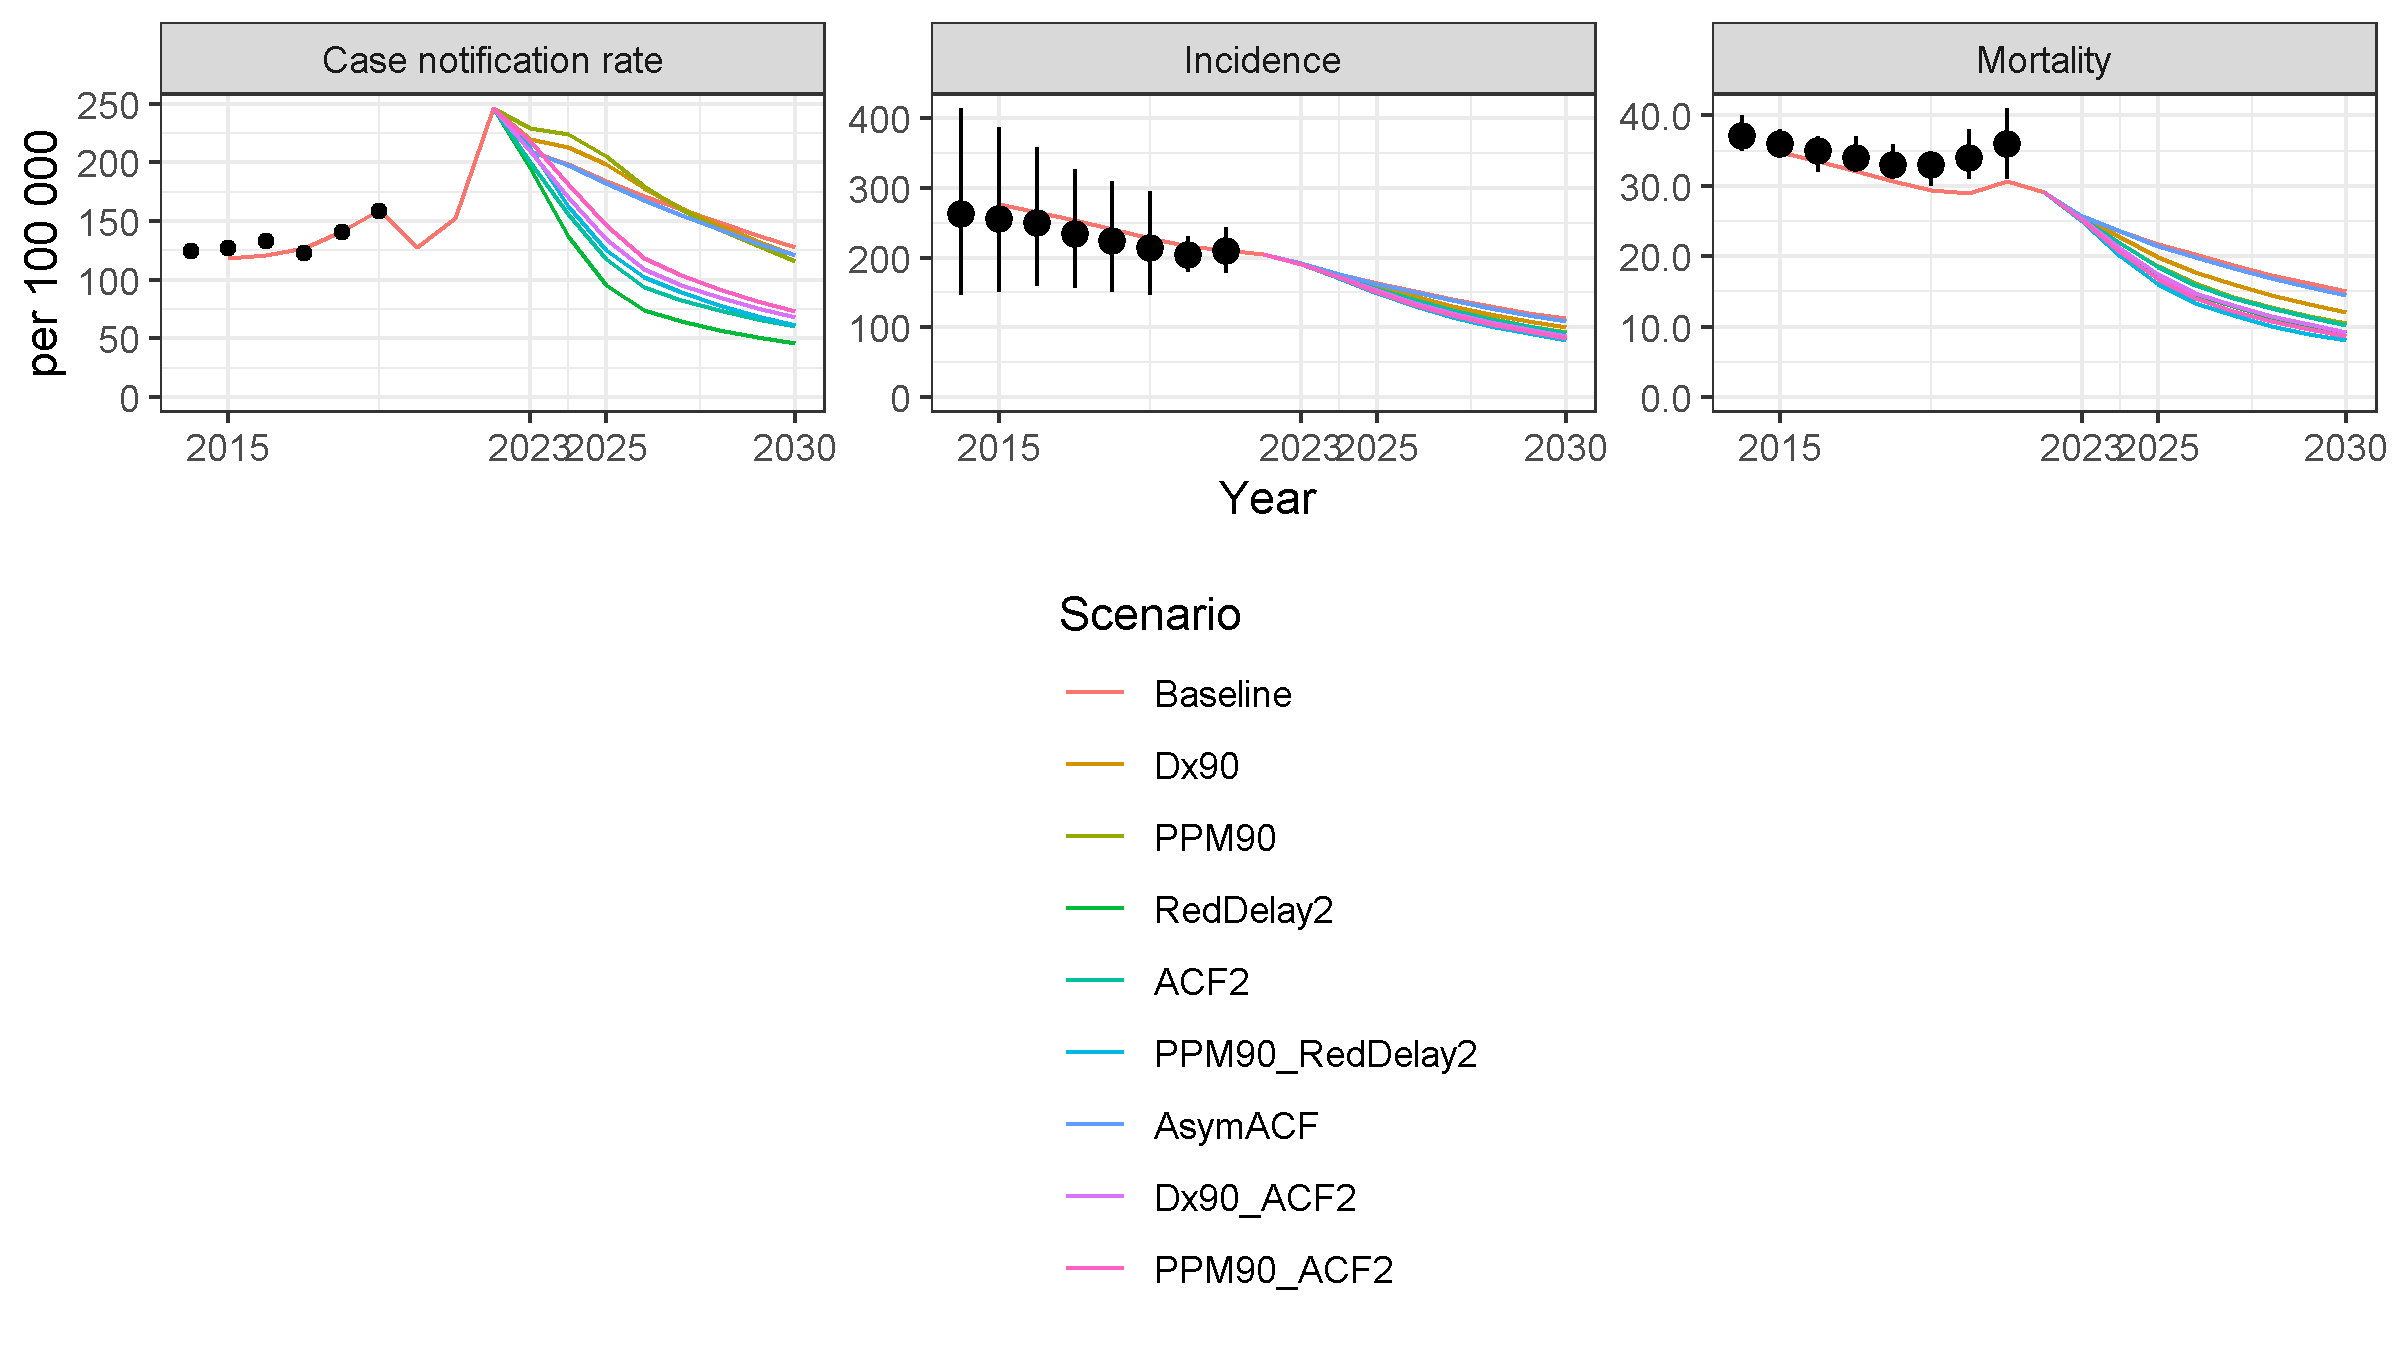 Case notification rate
Incidence
Mortality
per 100 000
250
200
150
100
50
0
400
300
200
100
0
40.0
30.0
20.0
10.0
0.0
2015 2023 2025 2030
2015 2023 2025 2030
2015 2023 2025 2030
Year
Scenario
Baseline
Dx90
PPM90
RedDelay2
ACF2
PPM90_RedDelay2
AsymACF
Dx90_ACF2
PPM90_ACF2